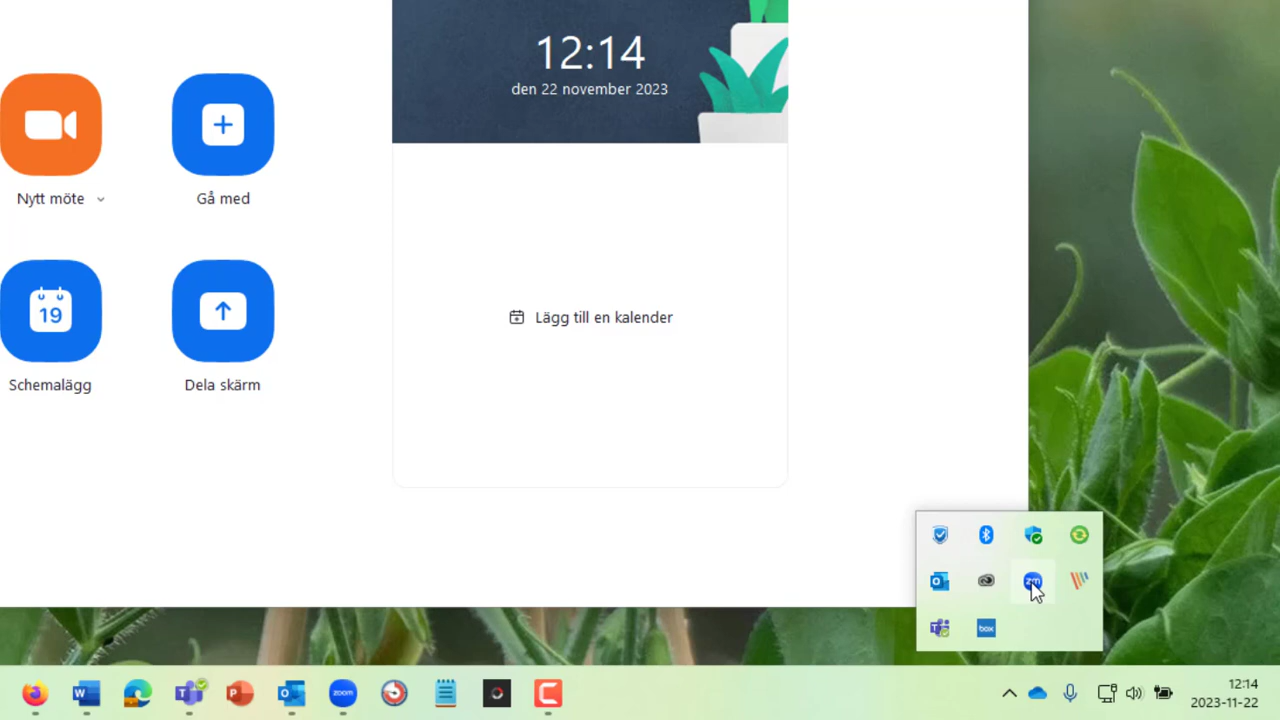 12:14
den 22 november 2023
Nytt möte
Gå med
19
Schemalägg
Dela skärm
Lägg till en kalender
zm
box
zoom
12:14
2023-11-22